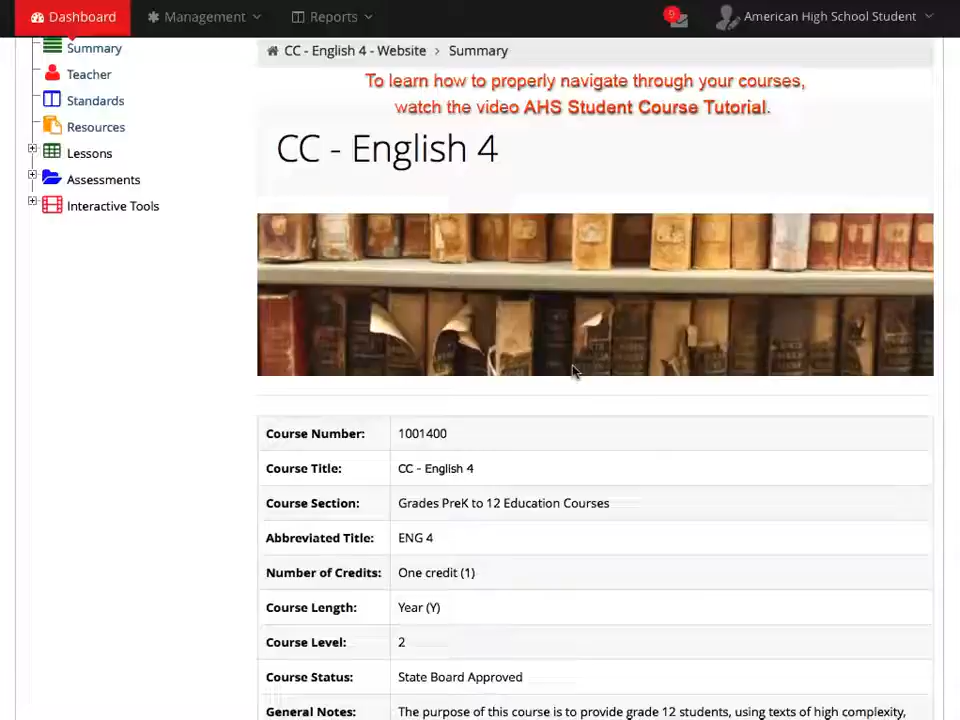 Dashboard
Management
Reports
9
American High School Student
Summary
Teacher
Standards
Resources
Lessons
Assessments
Interactive Tools
CC - English 4 - Website > Summary
To learn how to properly navigate through your courses,
watch the video AHS Student Course Tutorial.
CC - English 4
Course Number: 1001400
Course Title: CC - English 4
Course Section: Grades PreK to 12 Education Courses
Abbreviated Title: ENG 4
Number of Credits: One credit (1)
Course Length: Year (Y)
Course Level: 2
Course Status: State Board Approved
General Notes: The purpose of this course is to provide grade 12 students, using texts of high complexity,